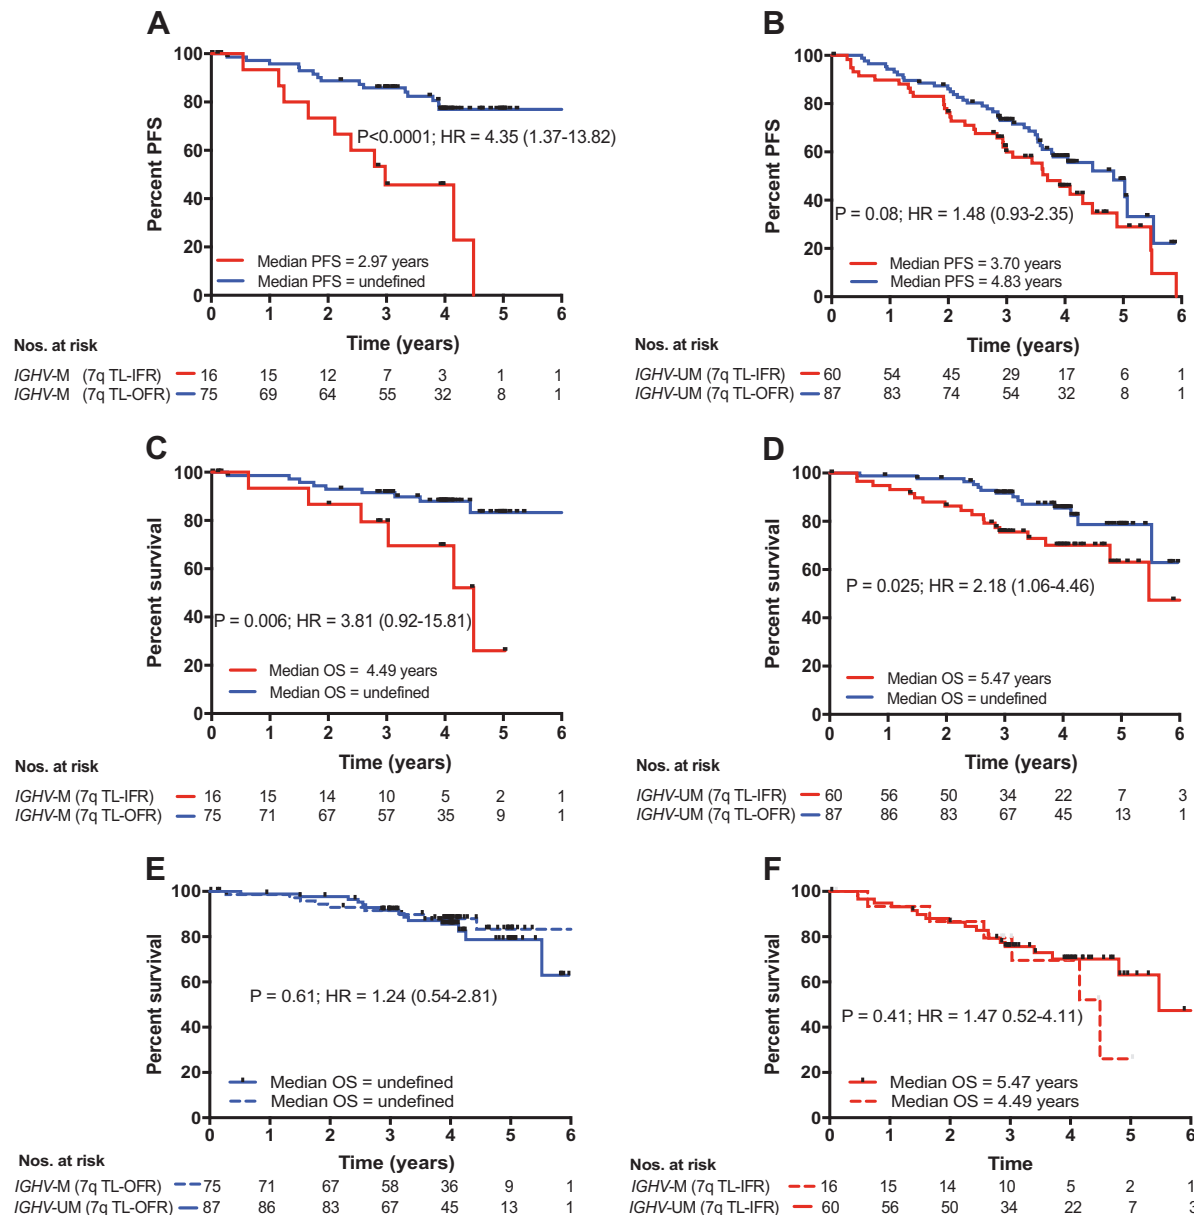 A
Percent PFS
100
80
60
40
20
0
P<0.0001; HR = 4.35 (1.37-13.82)
Median PFS = 2.97 years
Median PFS = undefined
0 1 2 3 4 5 6
Time (years)
Nos. at risk
IGHV-M (7q TL-IFR) 16 15 12 7 3 1 1
IGHV-M (7q TL-OFR) 75 69 64 55 32 8 1
B
Percent PFS
100
80
60
40
20
0
P = 0.08; HR = 1.48 (0.93-2.35)
Median PFS = 3.70 years
Median PFS = 4.83 years
0 1 2 3 4 5 6
Time (years)
Nos. at risk
IGHV-UM (7q TL-IFR) 60 54 45 29 17 6 1
IGHV-UM (7q TL-OFR) 87 83 74 54 32 8 1
C
Percent survival
100
80
60
40
20
0
P = 0.006; HR = 3.81 (0.92-15.81)
Median OS = 4.49 years
Median OS = undefined
0 1 2 3 4 5 6
Time (years)
Nos. at risk
IGHV-M (7q TL-IFR) 16 15 14 10 5 2 1
IGHV-M (7q TL-OFR) 75 71 67 57 35 9 1
D
Percent survival
100
80
60
40
20
0
P = 0.025; HR = 2.18 (1.06-4.46)
Median OS = 5.47 years
Median OS = undefined
0 1 2 3 4 5 6
Time (years)
Nos. at risk
IGHV-UM (7q TL-IFR) 60 56 50 34 22 7 3
IGHV-UM (7q TL-OFR) 87 86 83 67 45 13 1
E
Percent survival
100
80
60
40
20
0
P = 0.61; HR = 1.24 (0.54-2.81)
Median OS = undefined
Median OS = undefined
0 1 2 3 4 5 6
Time (years)
Nos. at risk
IGHV-M (7q TL-OFR) 75 71 67 58 36 9 1
IGHV-UM (7q TL-OFR) 87 86 83 67 45 13 1
F
Percent survival
100
80
60
40
20
0
P = 0.41; HR = 1.47 0.52-4.11)
Median OS = 5.47 years
Median OS = 4.49 years
0 1 2 3 4 5 6
Time
Nos. at risk
IGHV-M (7q TL-IFR) 16 15 14 10 5 2 1
IGHV-UM (7q TL-IFR) 60 56 50 34 22 7 3